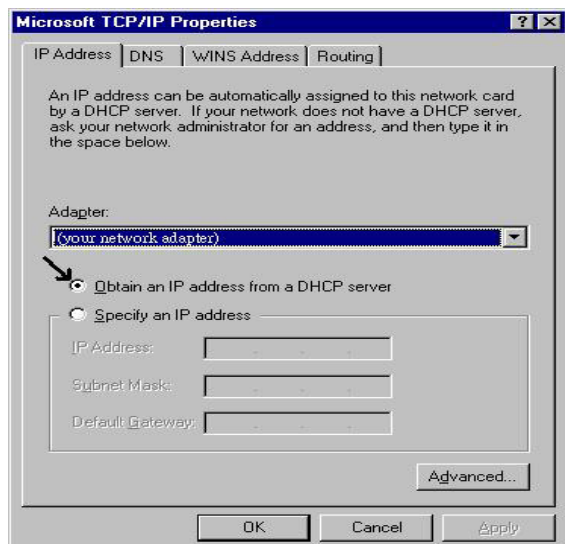 Microsoft TCP/IP Properties
IP Address DNS WINS Address Routing
An IP address can be automatically assigned to this network card
by a DHCP server. If your network does not have a DHCP server,
ask your network administrator for an address, and then type it in
the space below.
Adapter:
(your network adapter)
Obtain an IP address from a DHCP server
Specify an IP address
IP Address:
Subnet Mask:
Default Gateway:
Advanced...
OK Cancel Apply